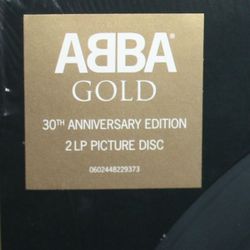 ABBA
GOLD
30TH ANNIVERSARY EDITION
2 LP PICTURE DISC
0602448229373